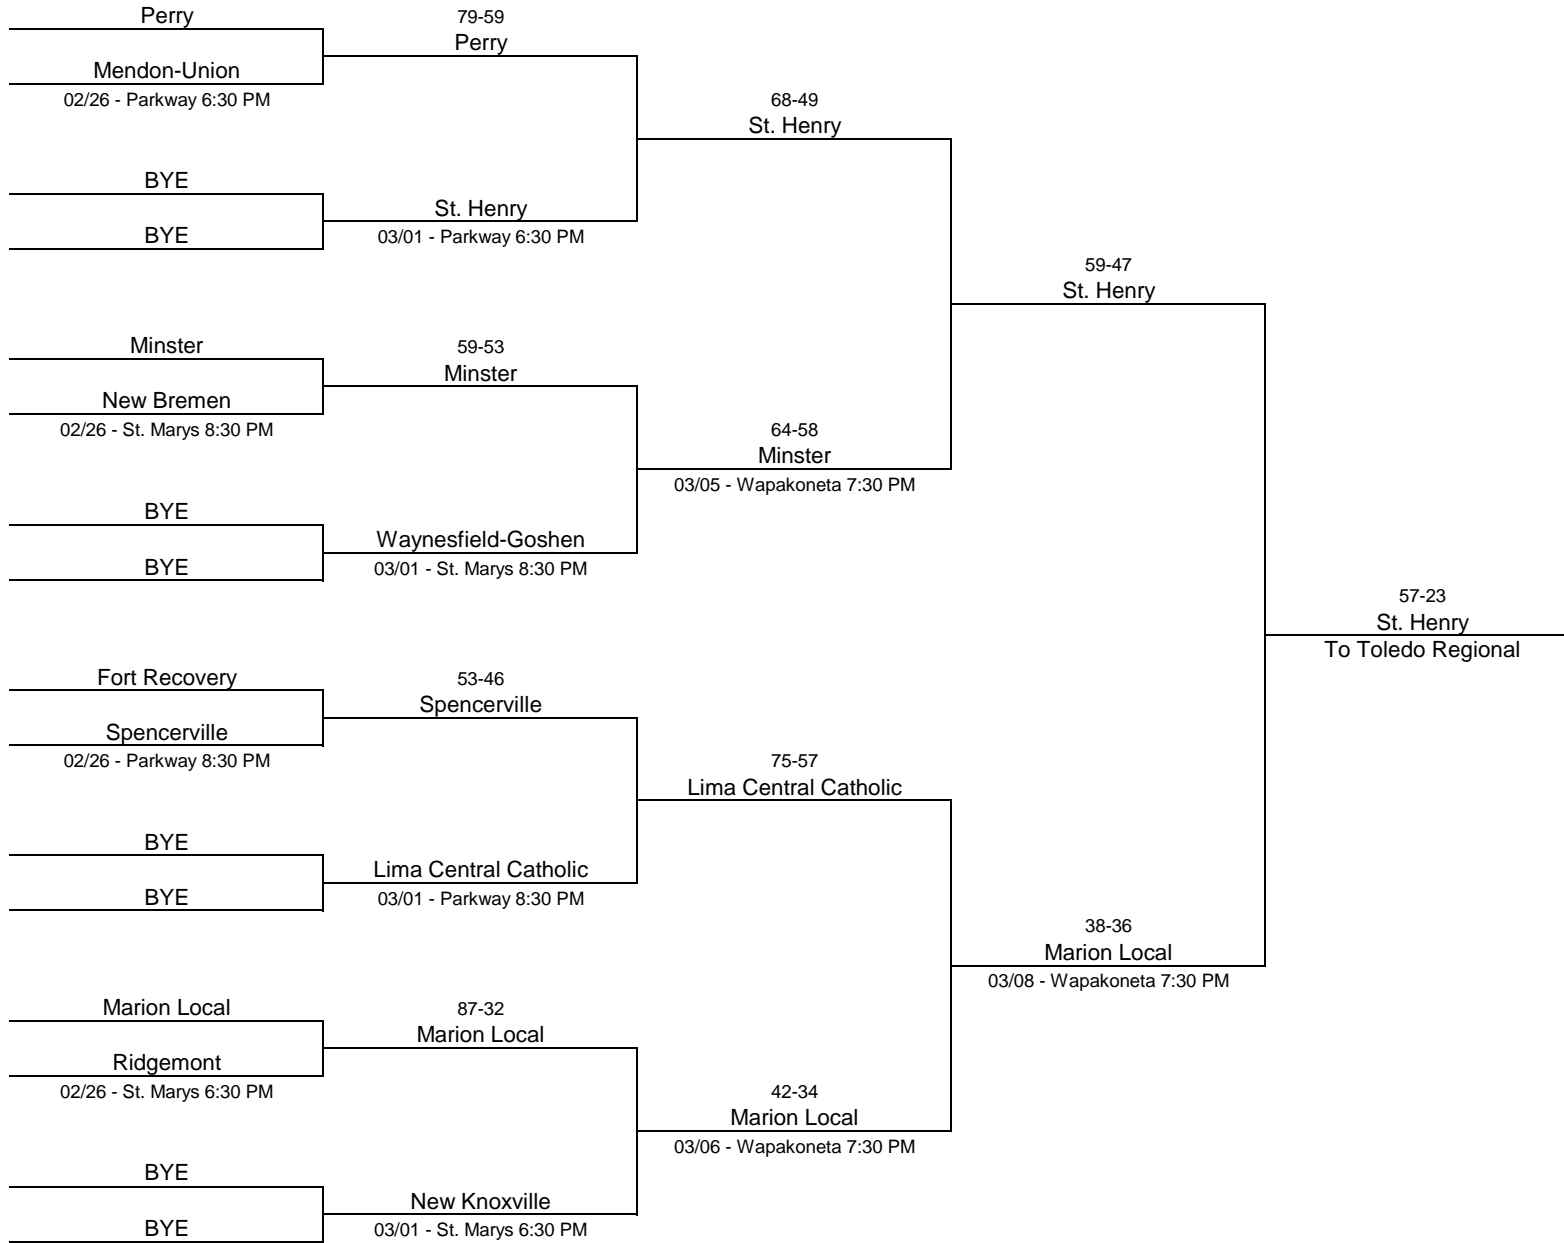 Perry
Mendon-Union
02/26 - Parkway 6:30 PM
BYE
BYE
Minster
New Bremen
02/26 - St. Marys 8:30 PM
BYE
BYE
Fort Recovery
Spencerville
02/26 - Parkway 8:30 PM
BYE
BYE
Marion Local
Ridgemont
02/26 - St. Marys 6:30 PM
BYE
BYE
79-59
Perry
St. Henry
03/01 - Parkway 6:30 PM
59-53
Minster
Waynesfield-Goshen
03/01 - St. Marys 8:30 PM
53-46
Spencerville
Lima Central Catholic
03/01 - Parkway 8:30 PM
87-32
Marion Local
New Knoxville
03/01 - St. Marys 6:30 PM
68-49
St. Henry
64-58
Minster
03/05 - Wapakoneta 7:30 PM
75-57
Lima Central Catholic
42-34
Marion Local
03/06 - Wapakoneta 7:30 PM
59-47
St. Henry
38-36
Marion Local
03/08 - Wapakoneta 7:30 PM
57-23
St. Henry
To Toledo Regional